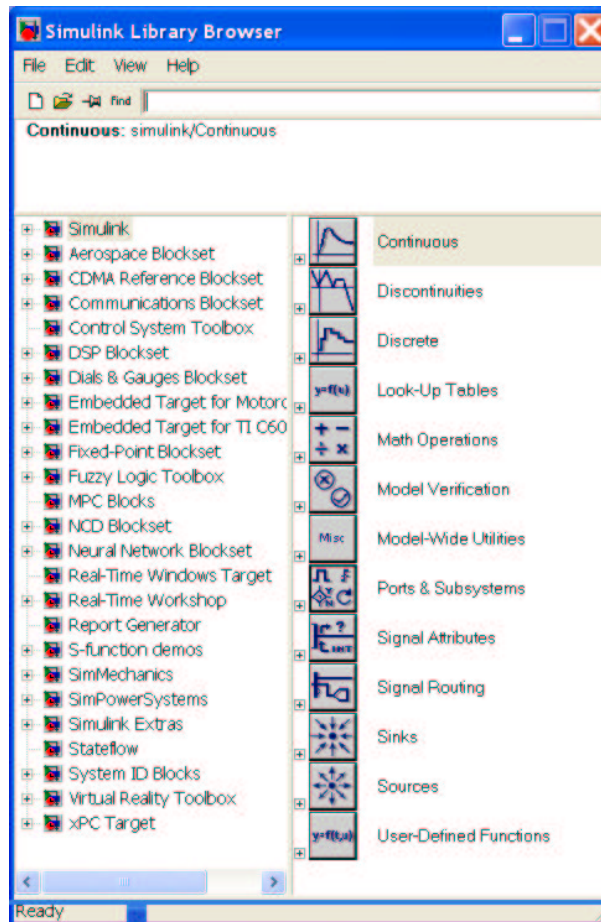 Simulink Library Browser
File Edit View Help
Find
Continuous: simulink/Continuous
Simulink
Aerospace Blockset
CDMA Reference Blockset
Communications Blockset
Control System Toolbox
DSP Blockset
Dials & Gauges Blockset
Embedded Target for Motorc
Embedded Target for TI C60
Fixed-Point Blockset
Fuzzy Logic Toolbox
MPC Blocks
NCD Blockset
Neural Network Blockset
Real-Time Windows Target
Real-Time Workshop
Report Generator
S-function demos
SimMechanics
SimPowerSystems
Simulink Extras
Stateflow
System ID Blocks
Virtual Reality Toolbox
xPC Target
Continuous
Discontinuities
Discrete
y=f(u) Look-Up Tables
+ − ÷ × Math Operations
Model Verification
Misc Model-Wide Utilities
Ports & Subsystems
Signal Attributes
Signal Routing
Sinks
Sources
y=f(t,u) User-Defined Functions
Ready